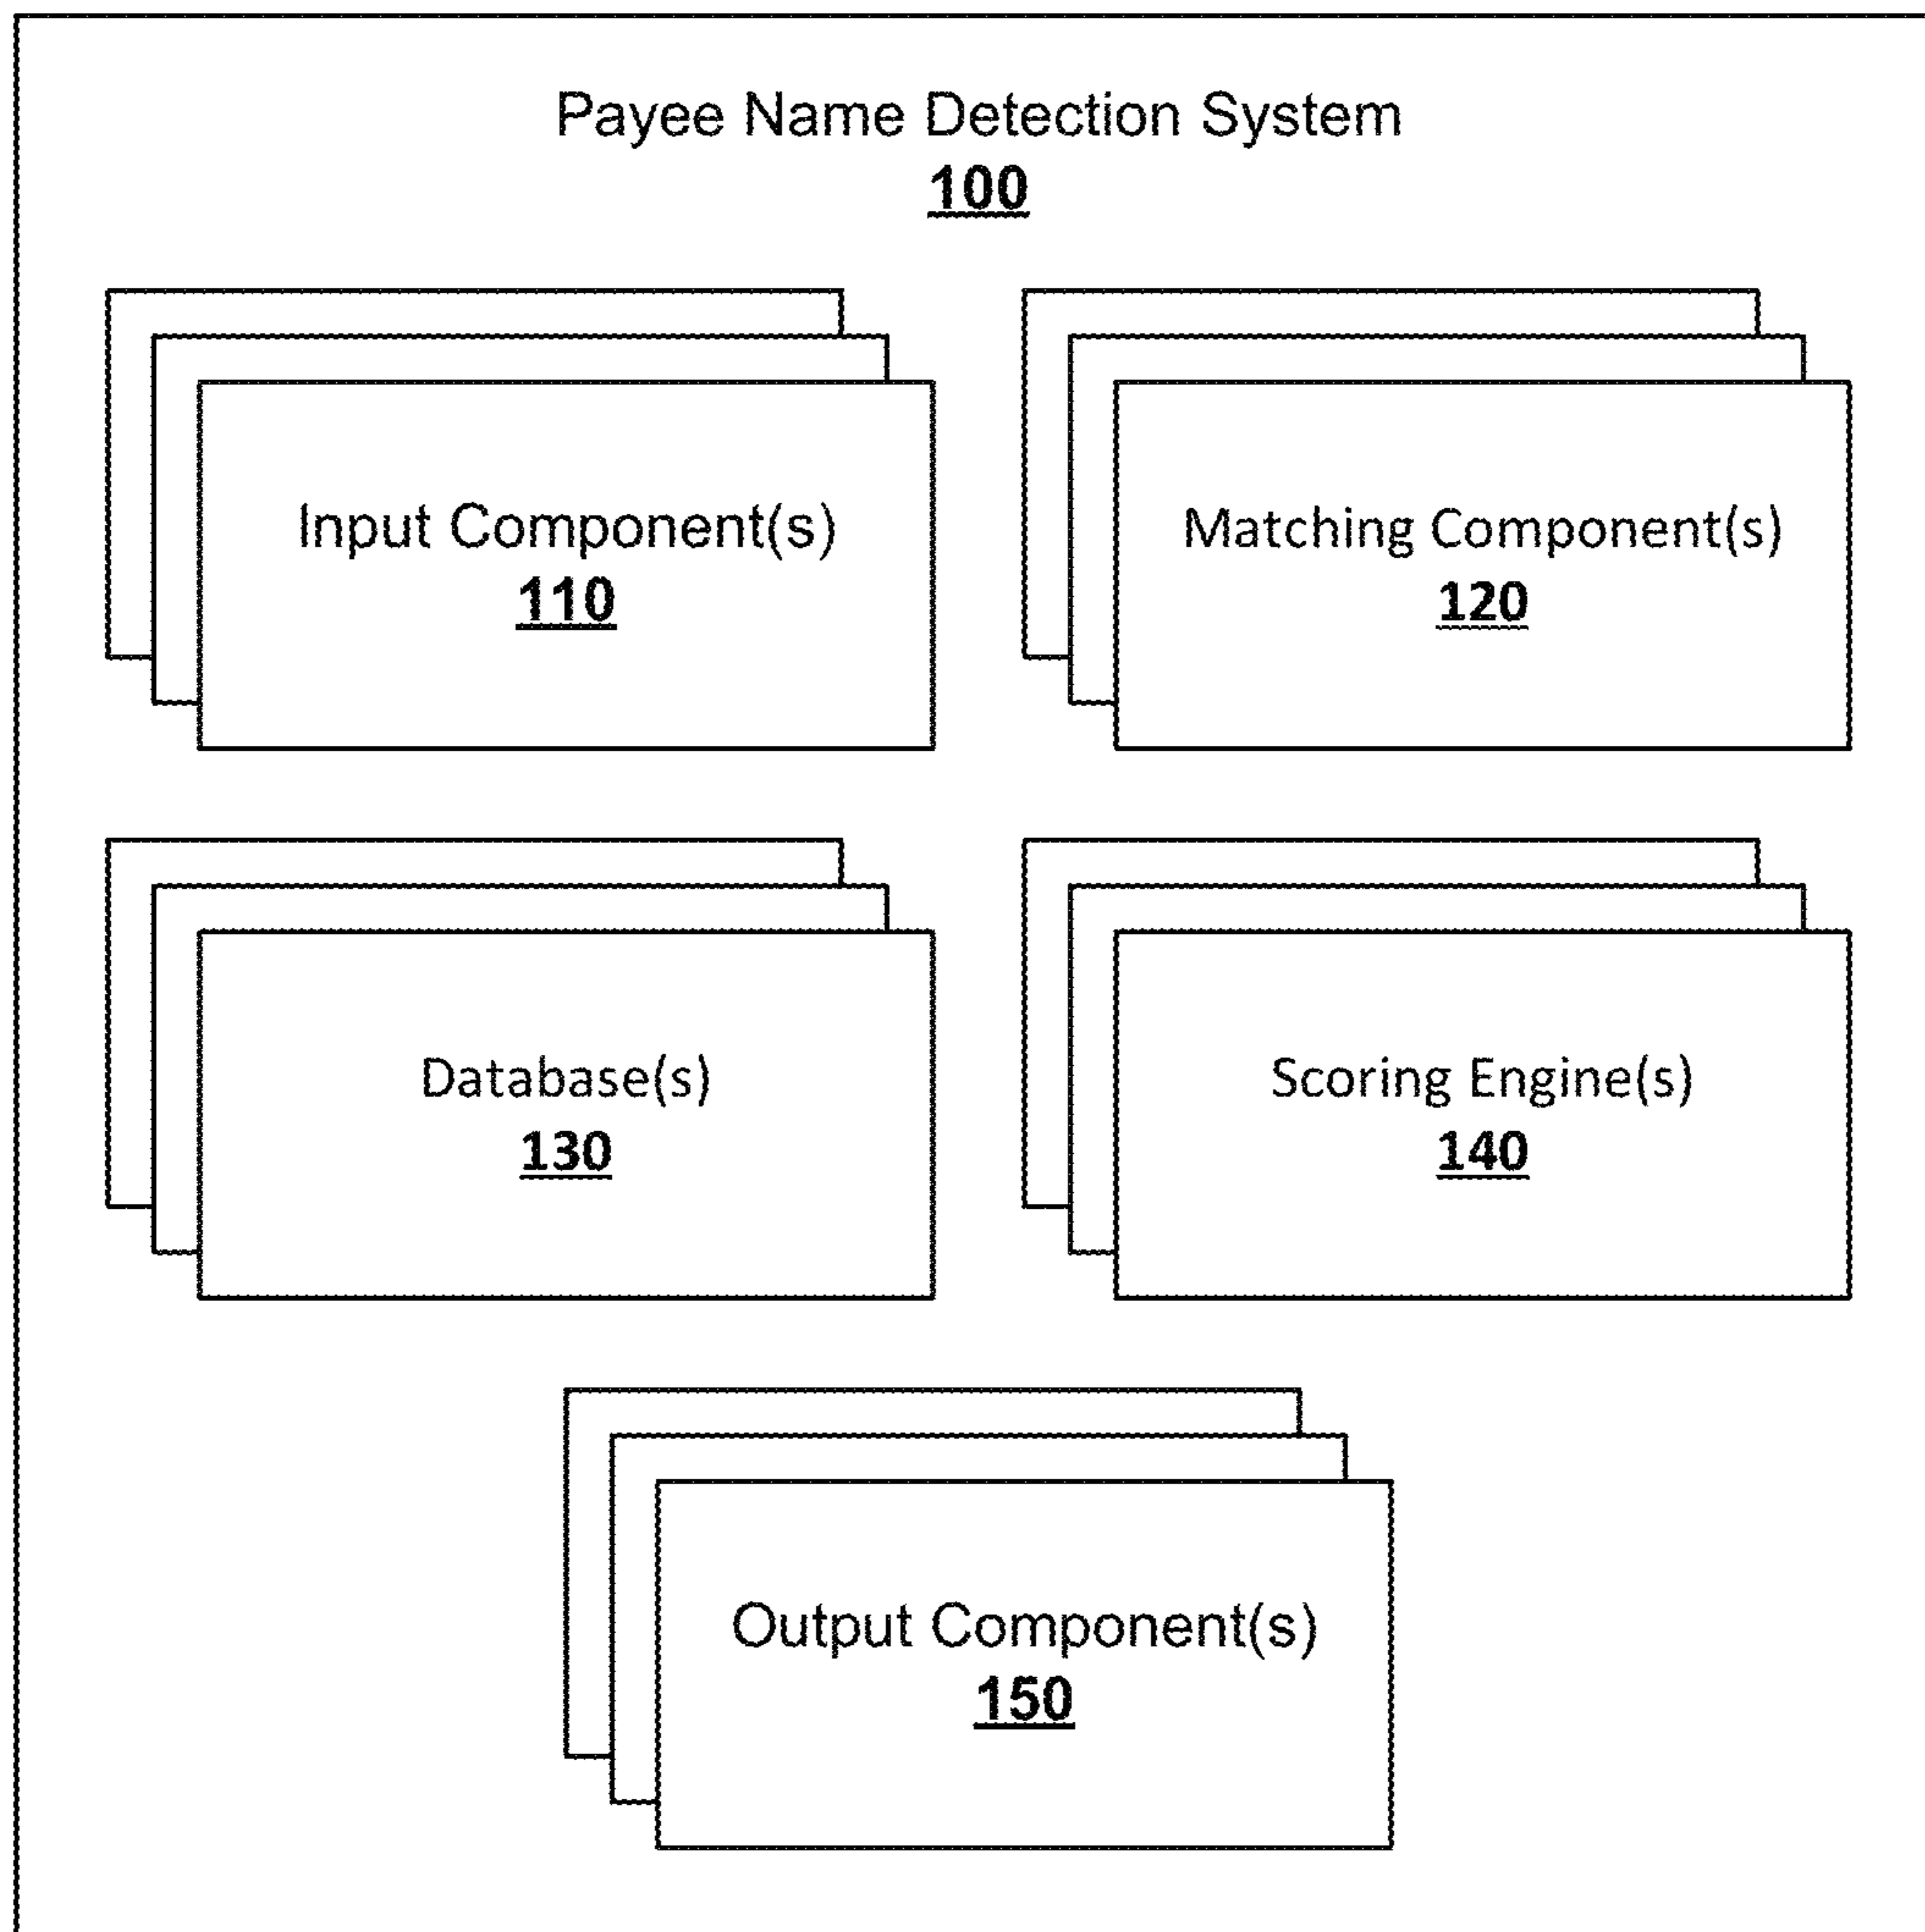 Payee Name Detection System
100
Input Component(s)
110
Matching Component(s)
120
Database(s)
130
Scoring Engine(s)
140
Output Component(s)
150